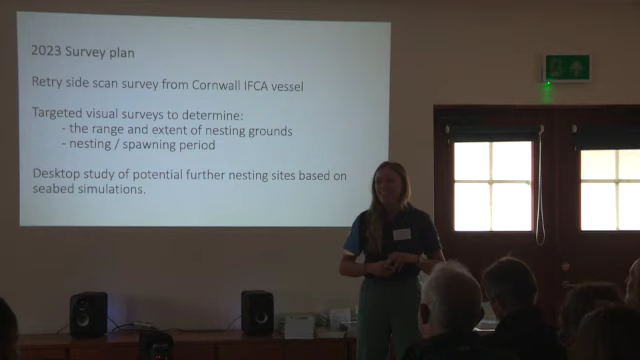 2023 Survey plan
Retry side scan survey from Cornwall IFCA vessel
Targeted visual surveys to determine:
- the range and extent of nesting grounds
- nesting / spawning period
Desktop study of potential further nesting sites based on
seabed simulations.